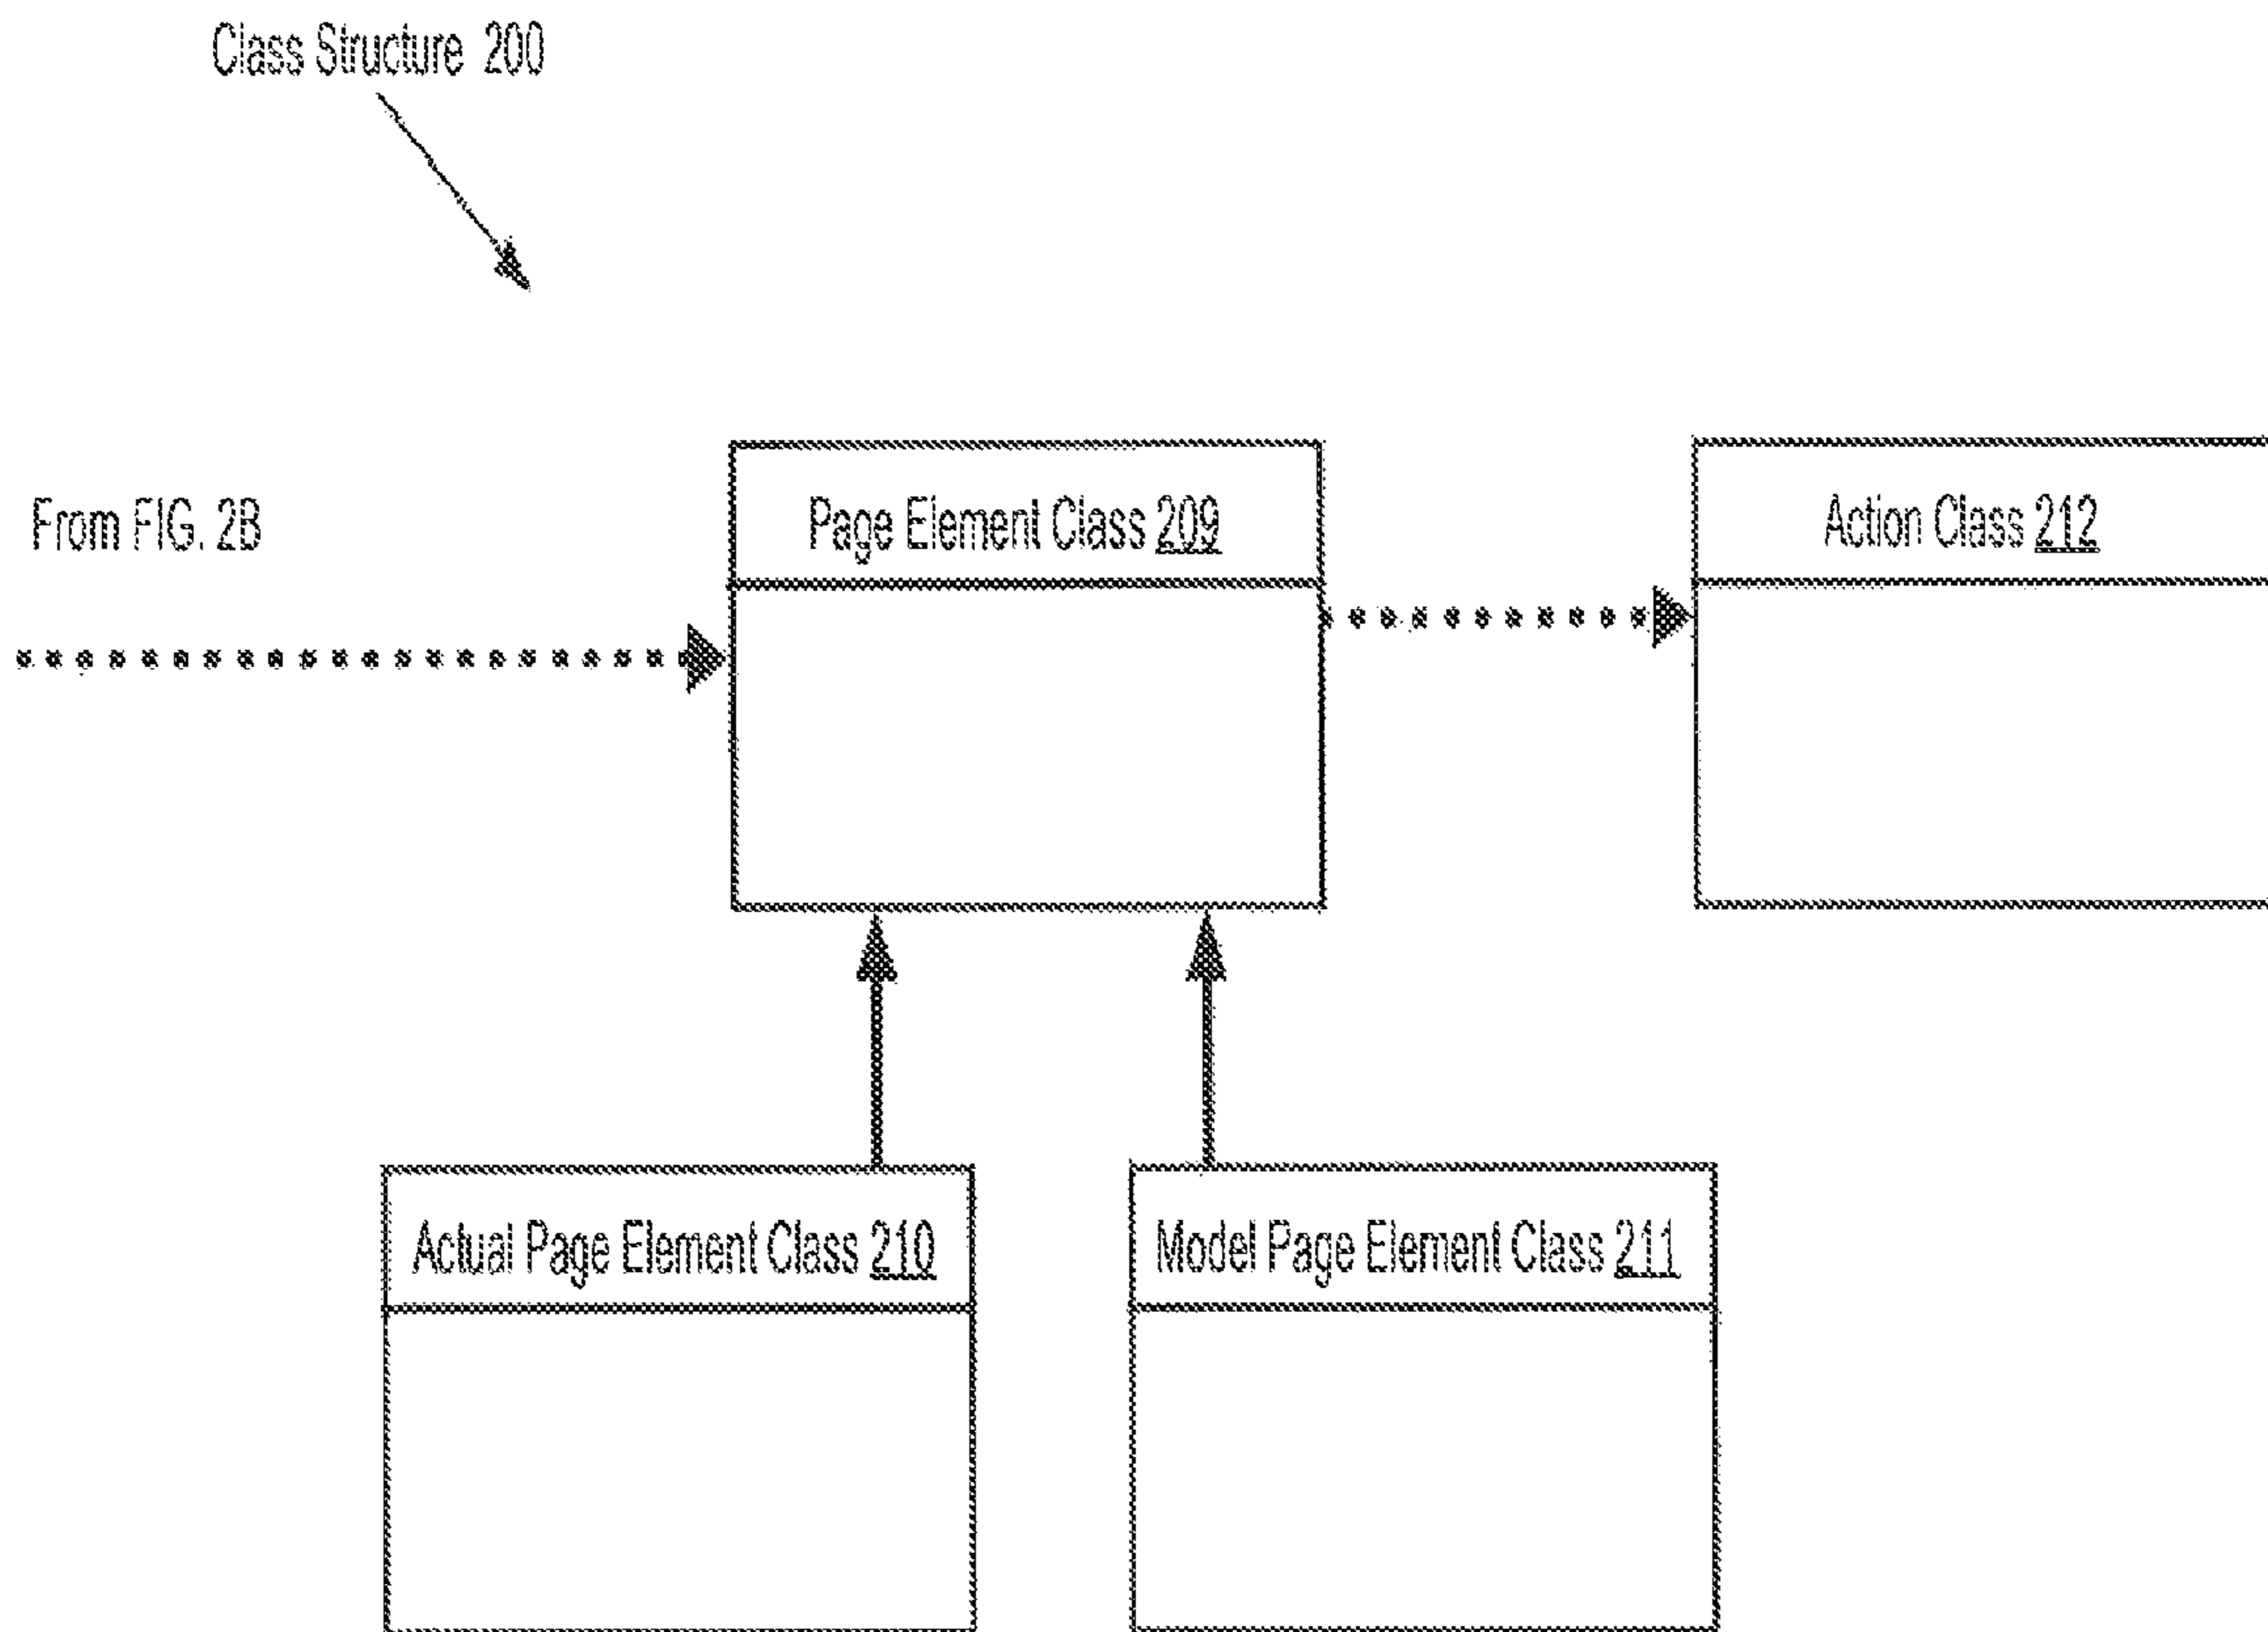 Class Structure 200
From FIG. 2B
Page Element Class 209
Action Class 212
Actual Page Element Class 210
Model Page Element Class 211